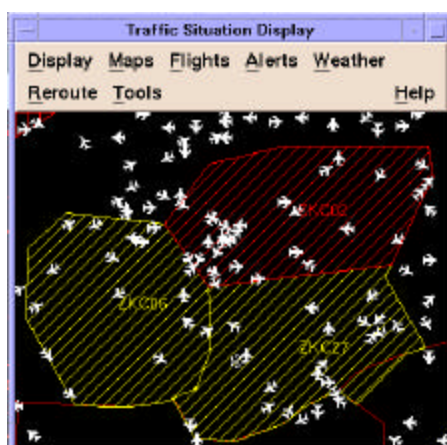 Traffic Situation Display
Display Maps Flights Alerts Weather
Reroute Tools Help
ZKC02
ZKC06
ZKC27